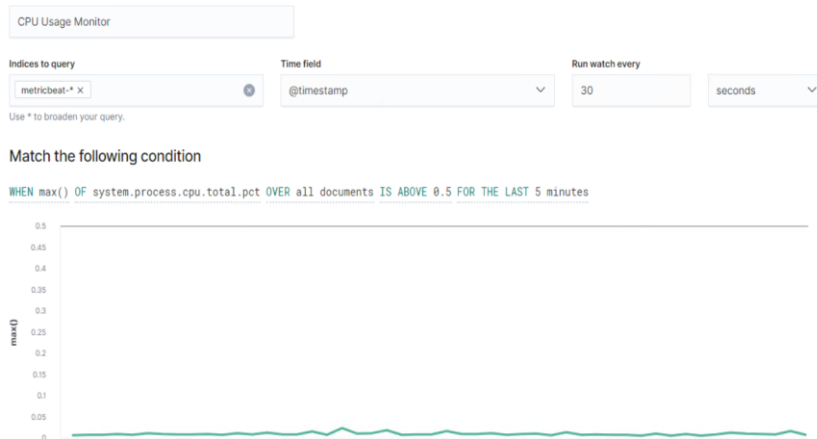 CPU Usage Monitor
Indices to query Time field Run watch every
metricbeat-* × @timestamp 30 seconds
Use * to broaden your query.
Match the following condition
WHEN max() OF system.process.cpu.total.pct OVER all documents IS ABOVE 0.5 FOR THE LAST 5 minutes
0.5
0.45
0.4
0.35
0.3
0.25
0.2
0.15
0.1
0.05
0
max()